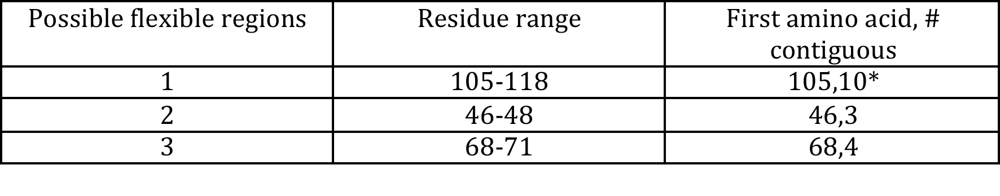 Possible flexible regions Residue range First amino acid, #
contiguous
1 105-118 105,10*
2 46-48 46,3
3 68-71 68,4